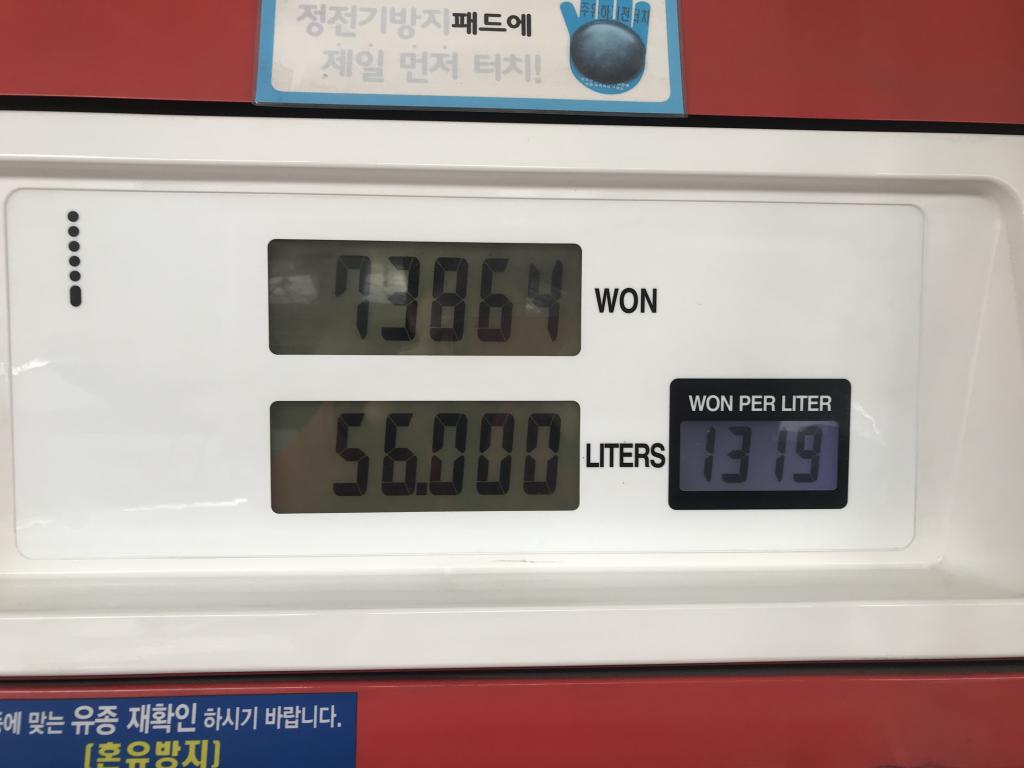 정전기방지패드에
제일 먼저 터치!
73864 WON
56.000 LITERS
WON PER LITER
1319
에 맞는 유종 재확인 하시기 바랍니다.
[혼유방지]